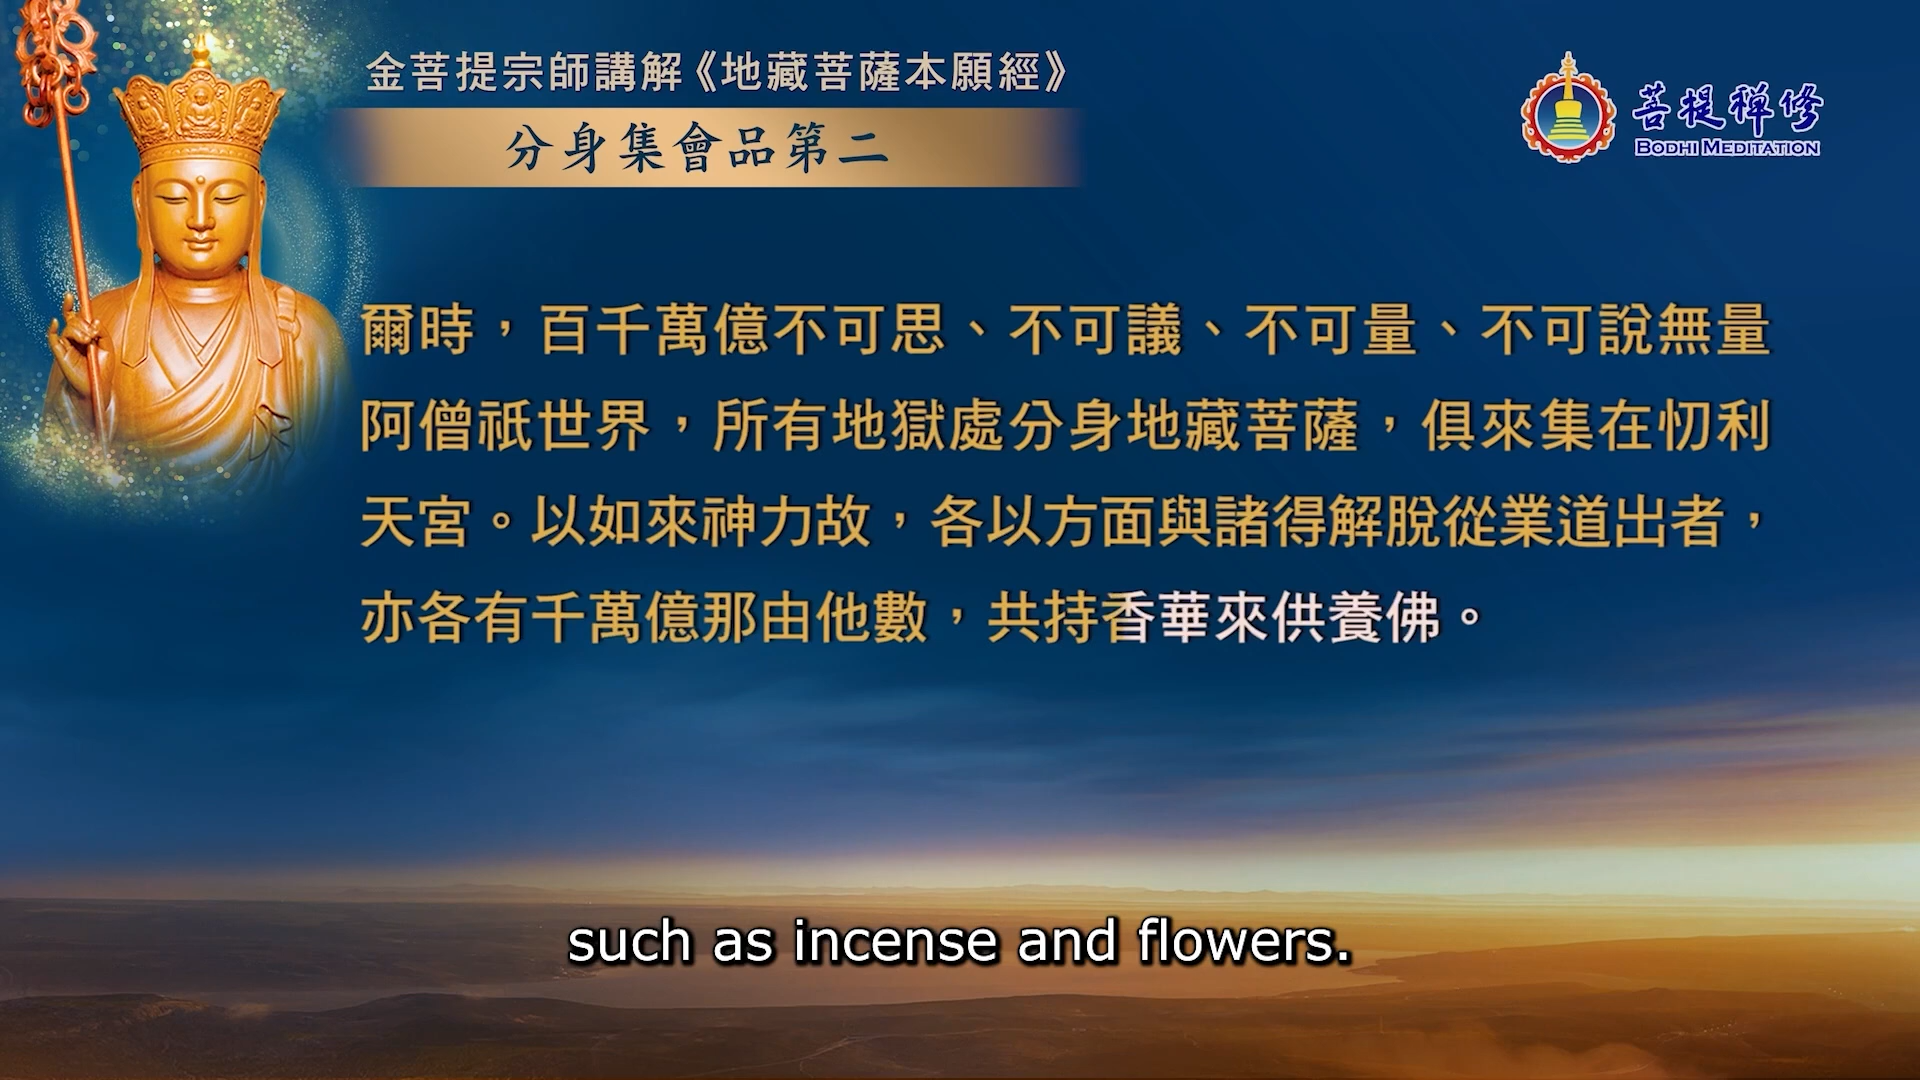 金菩提宗師講解《地藏菩薩本願經》
分身集會品第二
菩提禪修
BODHI MEDITATION
爾時，百千萬億不可思、不可議、不可量、不可說無量
阿僧祇世界，所有地獄處分身地藏菩薩，俱來集在忉利
天宮。以如來神力故，各以方面與諸得解脫從業道出者，
亦各有千萬億那由他數，共持香華來供養佛。
such as incense and flowers.